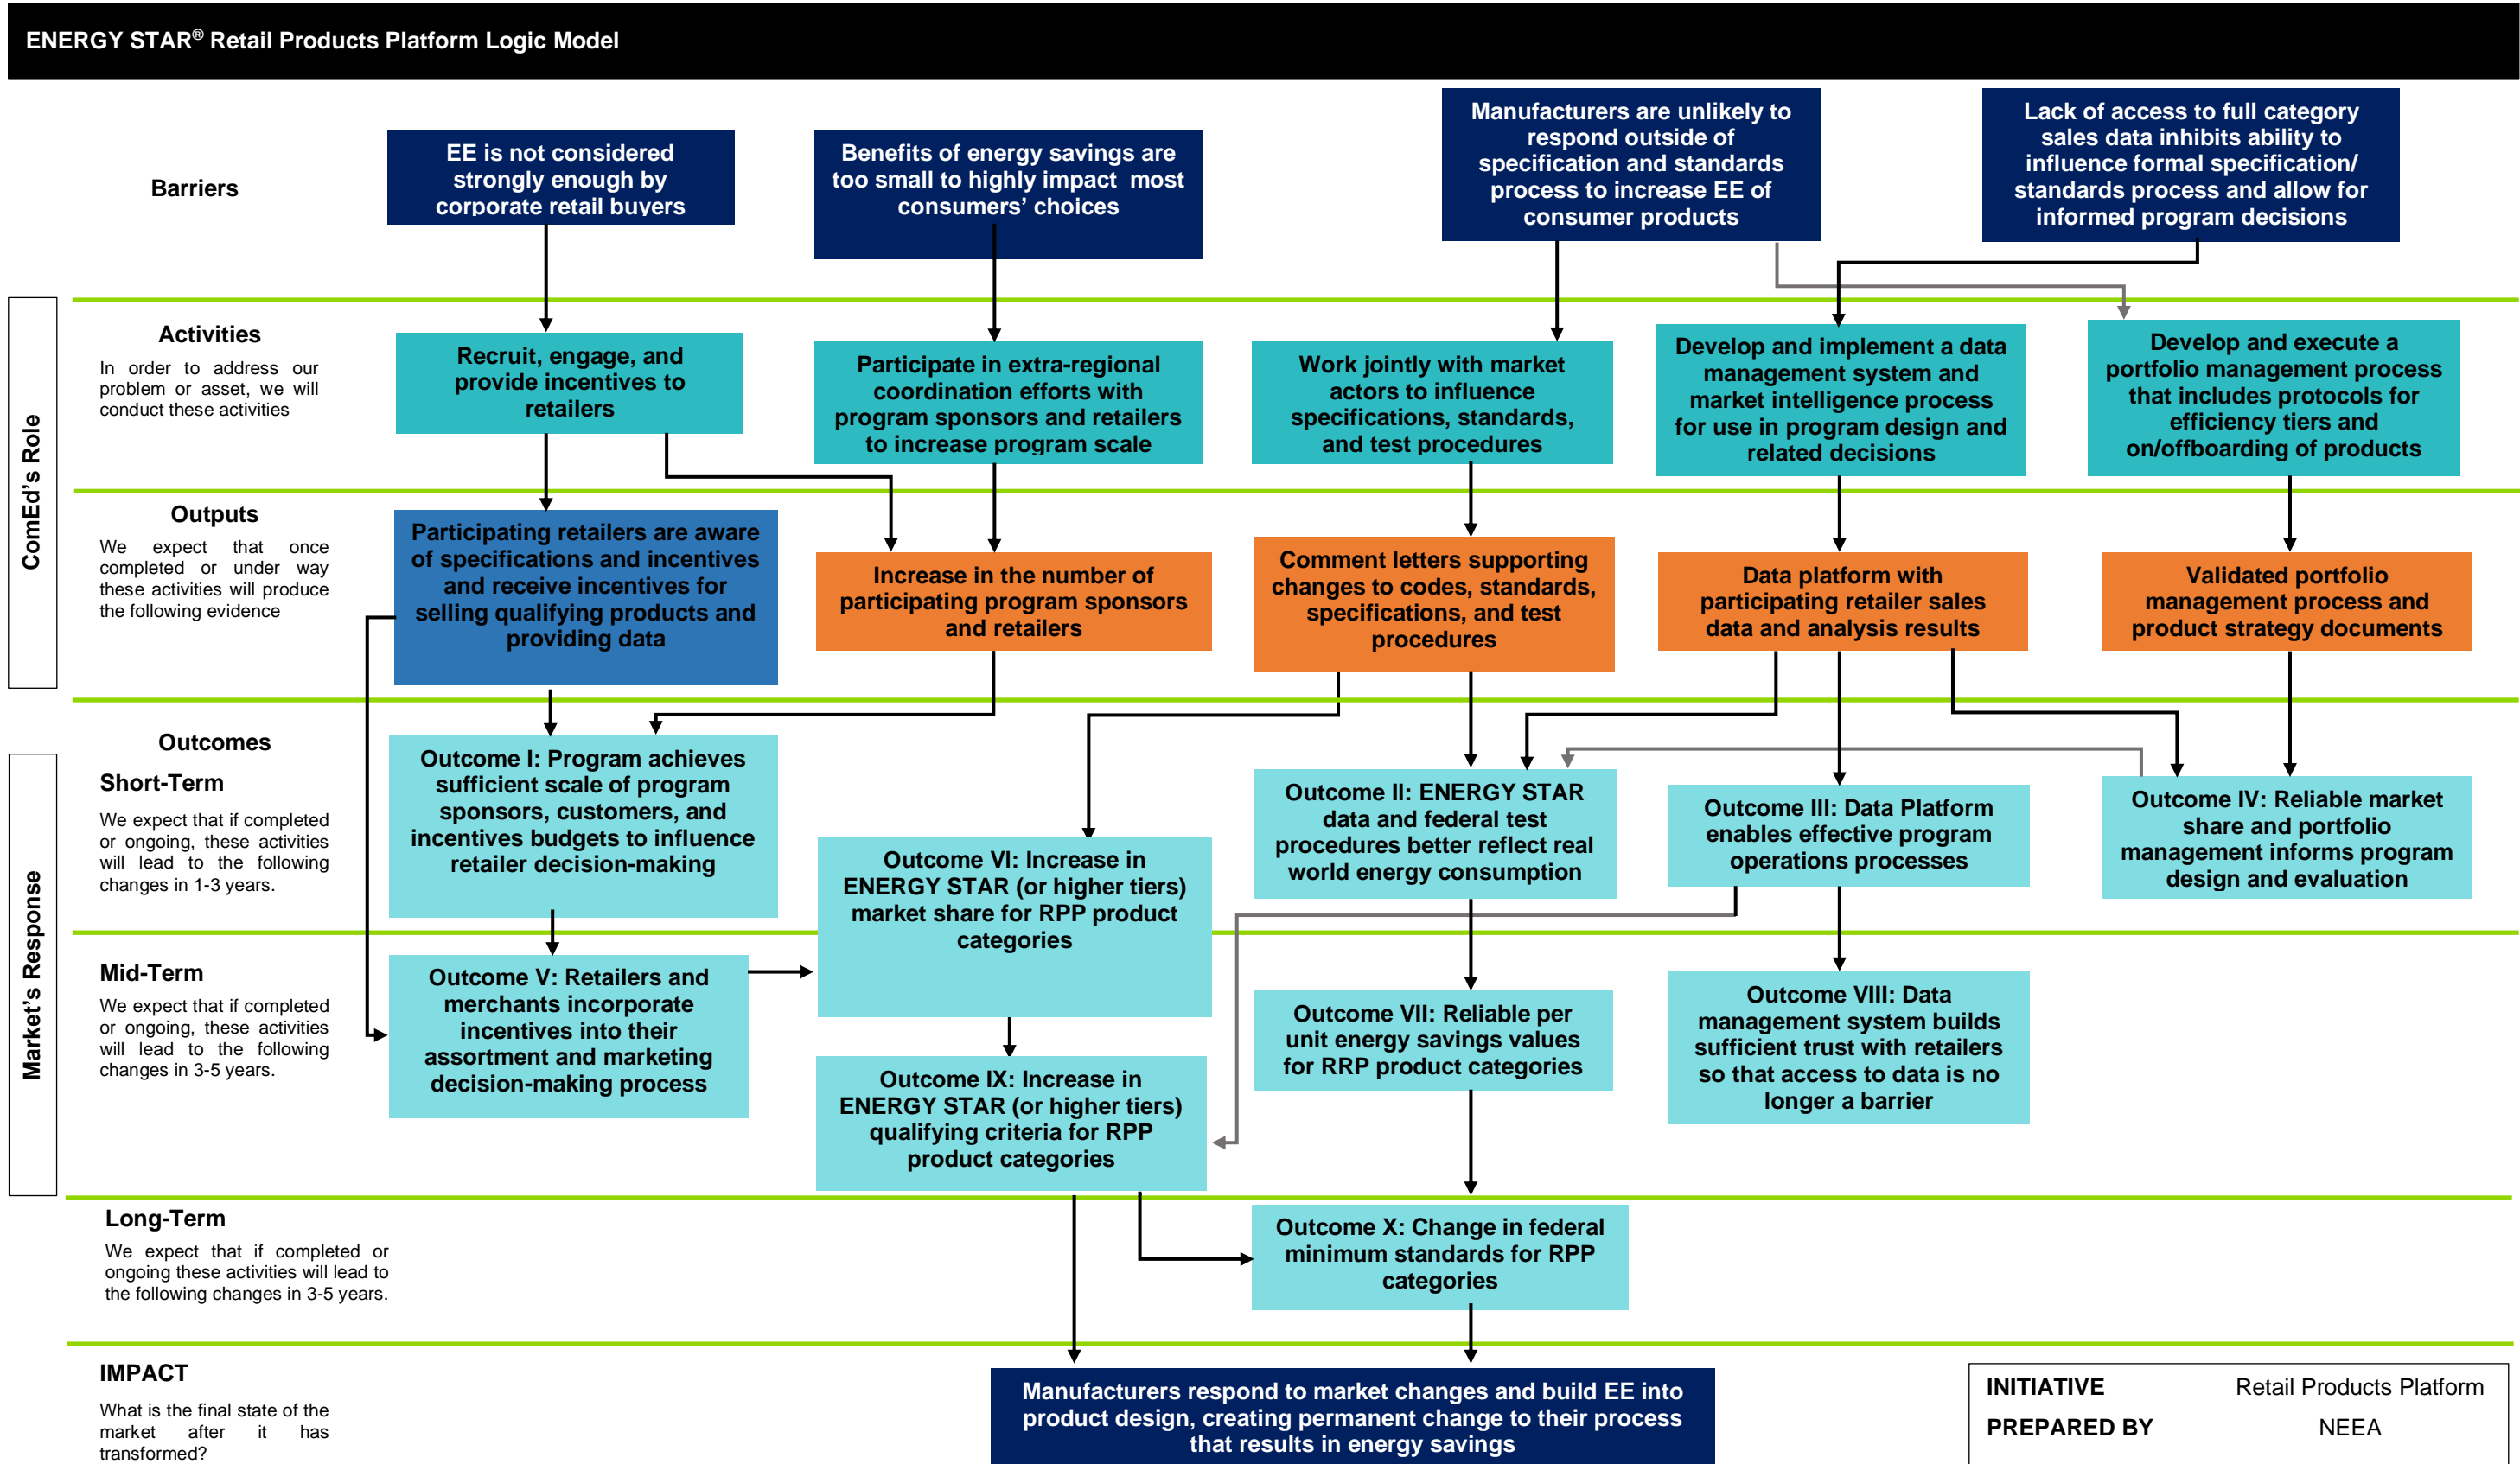 ENERGY STAR® Retail Products Platform Logic Model
Barriers
EE is not considered
strongly enough by
corporate retail buyers
Benefits of energy savings are
too small to highly impact  most
consumers’ choices
Manufacturers are unlikely to
respond outside of
specification and standards
process to increase EE of
consumer products
Lack of access to full category
sales data inhibits ability to
influence formal specification/
standards process and allow for
informed program decisions
ComEd’s Role
Activities
In order to address our
problem or asset, we will
conduct these activities
Recruit, engage, and
provide incentives to
retailers
Participate in extra-regional
coordination efforts with
program sponsors and retailers
to increase program scale
Work jointly with market
actors to influence
specifications, standards,
and test procedures
Develop and implement a data
management system and
market intelligence process
for use in program design and
related decisions
Develop and execute a
portfolio management process
that includes protocols for
efficiency tiers and
on/offboarding of products
Outputs
We expect that once
completed or under way
these activities will produce
the following evidence
Participating retailers are aware
of specifications and incentives
and receive incentives for
selling qualifying products and
providing data
Increase in the number of
participating program sponsors
and retailers
Comment letters supporting
changes to codes, standards,
specifications, and test
procedures
Data platform with
participating retailer sales
data and analysis results
Validated portfolio
management process and
product strategy documents
Market’s Response
Outcomes
Short-Term
We expect that if completed
or ongoing, these activities
will lead to the following
changes in 1-3 years.
Outcome I: Program achieves
sufficient scale of program
sponsors, customers, and
incentives budgets to influence
retailer decision-making
Outcome VI: Increase in
ENERGY STAR (or higher tiers)
market share for RPP product
categories
Outcome II: ENERGY STAR
data and federal test
procedures better reflect real
world energy consumption
Outcome III: Data Platform
enables effective program
operations processes
Outcome IV: Reliable market
share and portfolio
management informs program
design and evaluation
Mid-Term
We expect that if completed
or ongoing, these activities
will lead to the following
changes in 3-5 years.
Outcome V: Retailers and
merchants incorporate
incentives into their
assortment and marketing
decision-making process
Outcome IX: Increase in
ENERGY STAR (or higher tiers)
qualifying criteria for RPP
product categories
Outcome VII: Reliable per
unit energy savings values
for RRP product categories
Outcome VIII: Data
management system builds
sufficient trust with retailers
so that access to data is no
longer a barrier
Long-Term
We expect that if completed or
ongoing these activities will lead to
the following changes in 3-5 years.
Outcome X: Change in federal
minimum standards for RPP
categories
IMPACT
What is the final state of the
market after it has
transformed?
Manufacturers respond to market changes and build EE into
product design, creating permanent change to their process
that results in energy savings
INITIATIVE Retail Products Platform
PREPARED BY NEEA